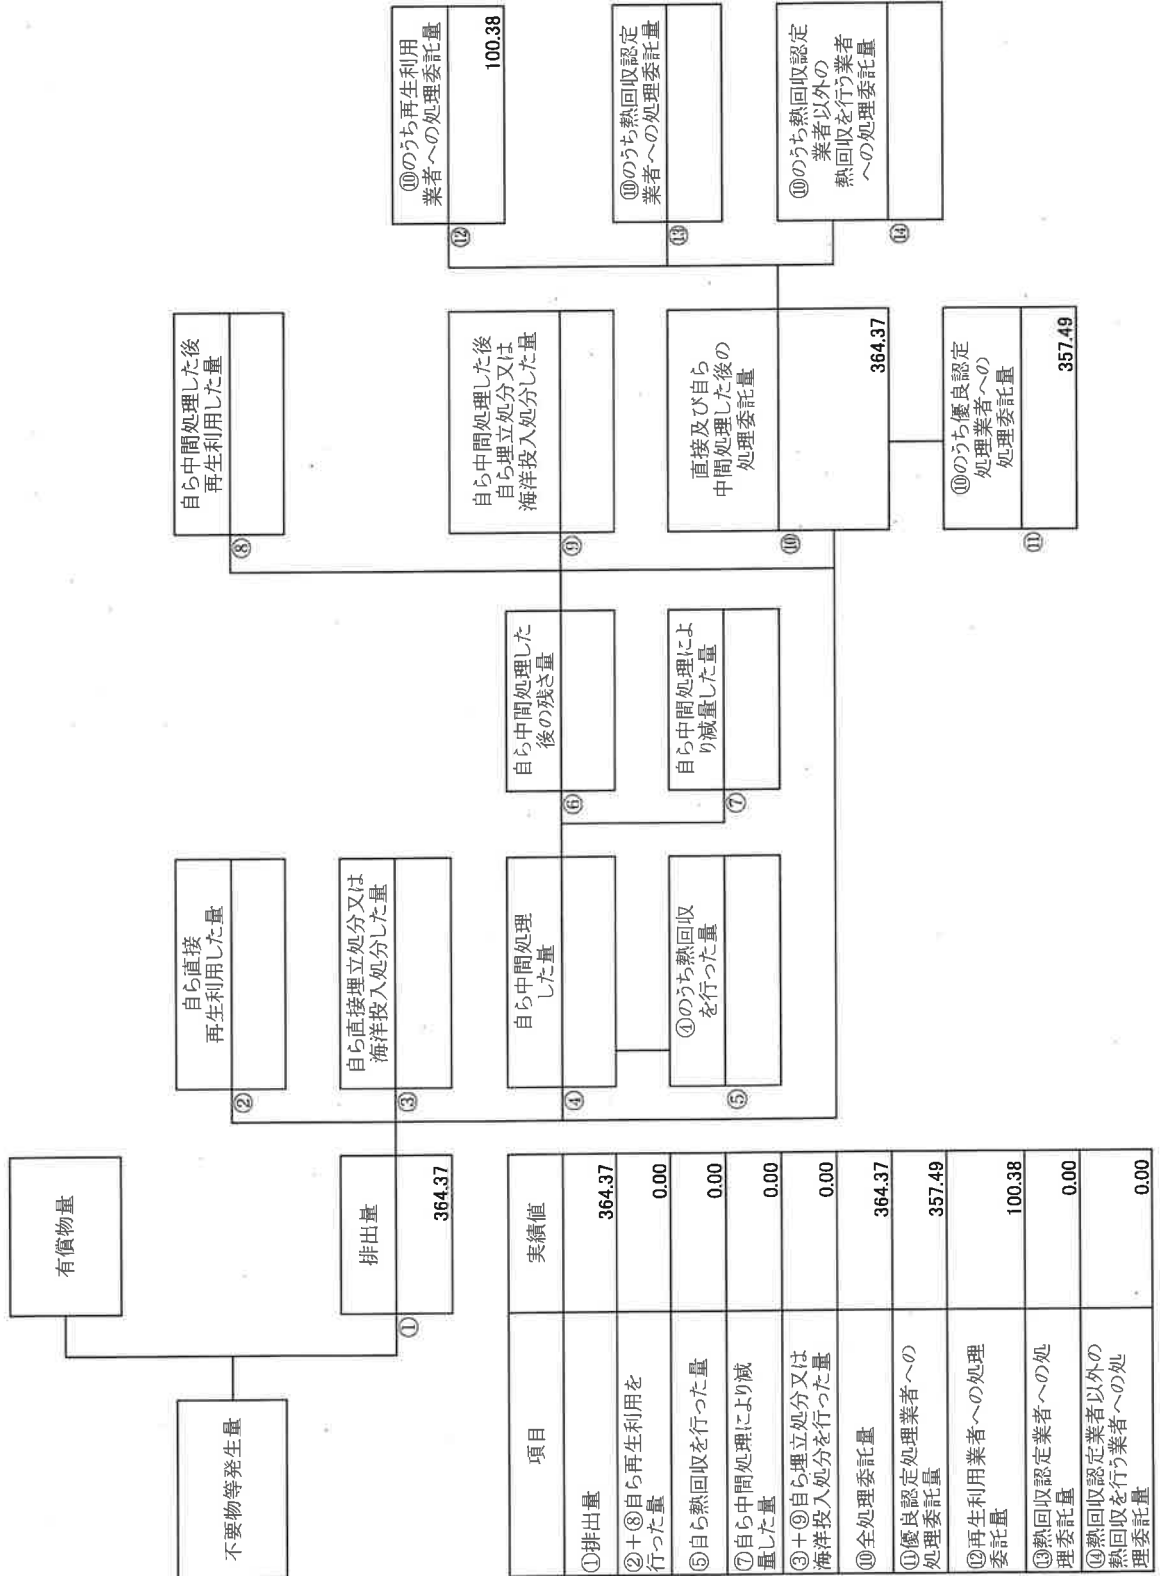 不要物等発生量
有償物量
①
排出量
364.37
②
自ら直接
再生利用した量
③
自ら直接埋立処分又は
海洋投入処分した量
④
自ら中間処理
した量
⑤
④のうち熱回収
を行った量
⑥
自ら中間処理した
後の残さ量
⑦
自ら中間処理によ
り減量した量
⑧
自ら中間処理した後
再生利用した量
⑨
自ら中間処理した後
自ら埋立処分又は
海洋投入処分した量
⑩
直接及び自ら
中間処理した後の
処理委託量
364.37
⑪
⑩のうち優良認定
処理業者への
処理委託量
357.49
⑫
⑩のうち再生利用
業者への処理委託量
100.38
⑬
⑩のうち熱回収認定
業者への処理委託量
⑭
⑩のうち熱回収認定
業者以外の
熱回収を行う業者
への処理委託量
項目 実績値
①排出量 364.37
②+⑧自ら再生利用を
行った量 0.00
⑤自ら熱回収を行った量 0.00
⑦自ら中間処理により減
量した量 0.00
③+⑨自ら埋立処分又は
海洋投入処分を行った量 0.00
⑩全処理委託量 364.37
⑪優良認定処理業者への
処理委託量 357.49
⑫再生利用業者への処理
委託量 100.38
⑬熱回収認定業者への処
理委託量 0.00
⑭熱回収認定業者以外の
熱回収を行う業者への処
理委託量 0.00